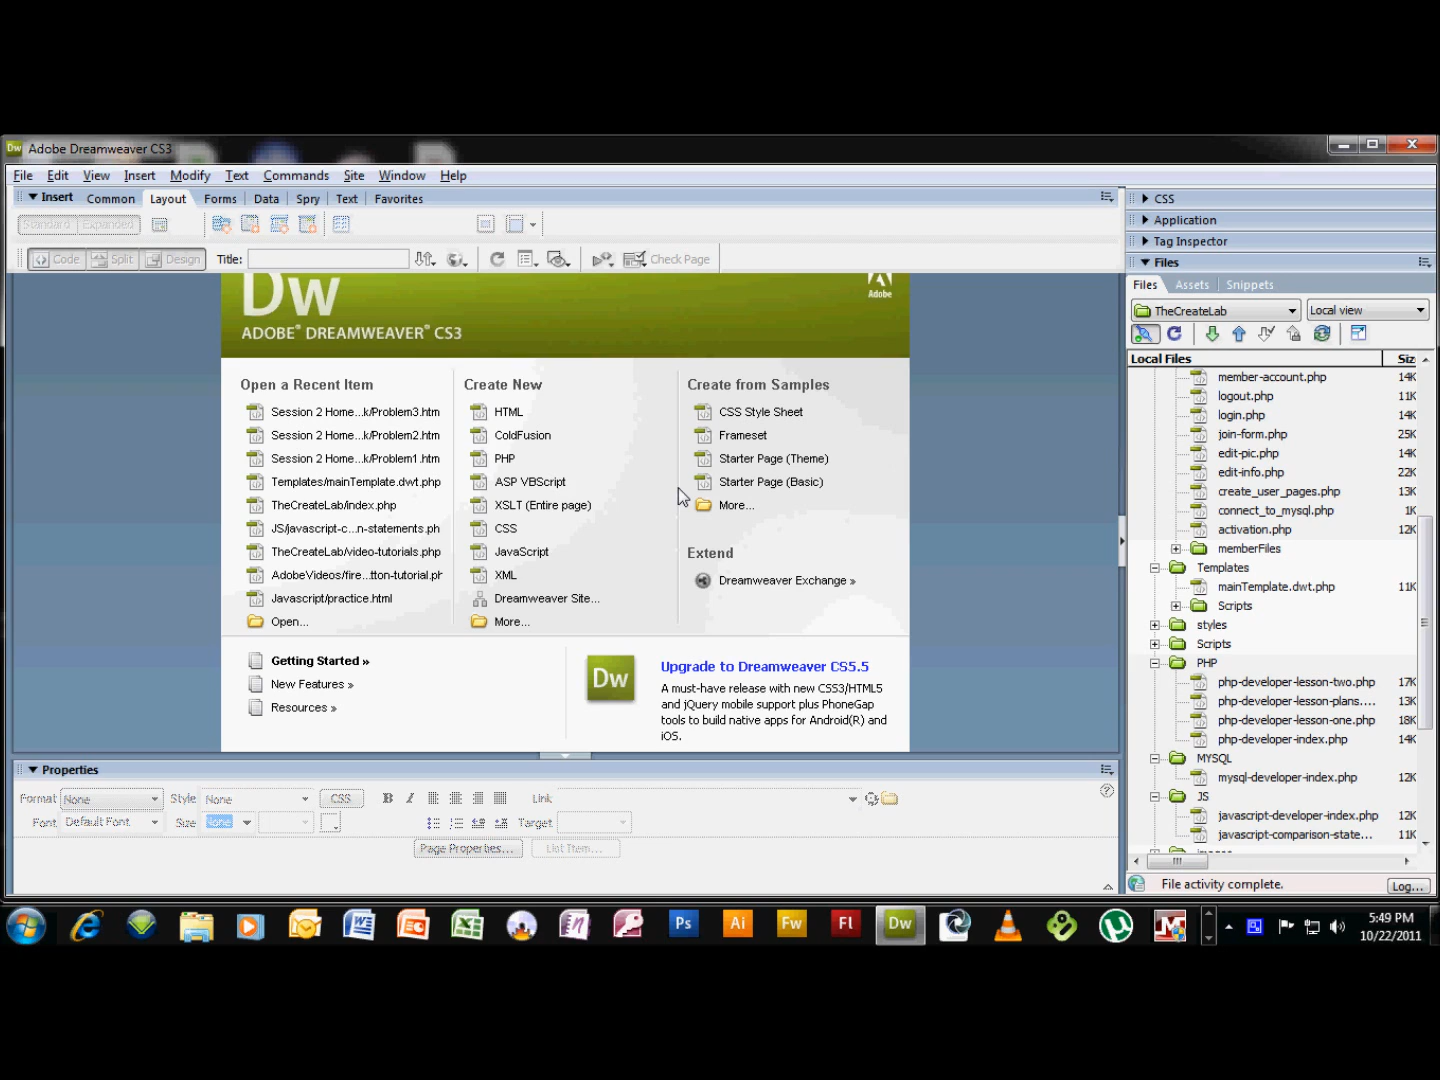 Adobe Dreamweaver CS3
File Edit View Insert Modify Text Commands Site Window Help
Insert Common Layout Forms Data Spry Text Favorites
Standard Expanded
Code Split Design Title: Check Page
Dw
ADOBE® DREAMWEAVER® CS3
Adobe
Open a Recent Item
Session 2 Home...k/Problem3.htm
Session 2 Home...k/Problem2.htm
Session 2 Home...k/Problem1.htm
Templates/mainTemplate.dwt.php
TheCreateLab/index.php
JS/javascript-c...n-statements.ph
TheCreateLab/video-tutorials.php
AdobeVideos/fire...tton-tutorial.ph
Javascript/practice.html
Open...
Create New
HTML
ColdFusion
PHP
ASP VBScript
XSLT (Entire page)
CSS
JavaScript
XML
Dreamweaver Site...
More...
Create from Samples
CSS Style Sheet
Frameset
Starter Page (Theme)
Starter Page (Basic)
More...
Extend
Dreamweaver Exchange »
Getting Started »
New Features »
Resources »
Dw
Upgrade to Dreamweaver CS5.5
A must-have release with new CSS3/HTML5
and jQuery mobile support plus PhoneGap
tools to build native apps for Android(R) and
iOS.
Properties
Format None Style None CSS B I Link
Font Default Font Size None Target
Page Properties... List Item...
CSS
Application
Tag Inspector
Files
Files Assets Snippets
TheCreateLab Local view
Local Files Siz
member-account.php 14K
logout.php 11K
login.php 14K
join-form.php 25K
edit-pic.php 14K
edit-info.php 22K
create_user_pages.php 13K
connect_to_mysql.php 1K
activation.php 12K
memberFiles
Templates
mainTemplate.dwt.php 11K
Scripts
styles
Scripts
PHP
php-developer-lesson-two.php 17K
php-developer-lesson-plans.... 13K
php-developer-lesson-one.php 18K
php-developer-index.php 14K
MYSQL
mysql-developer-index.php 12K
JS
javascript-developer-index.php 12K
javascript-comparison-state... 11K
File activity complete. Log...
Ps Ai Fw Fl Dw
5:49 PM
10/22/2011